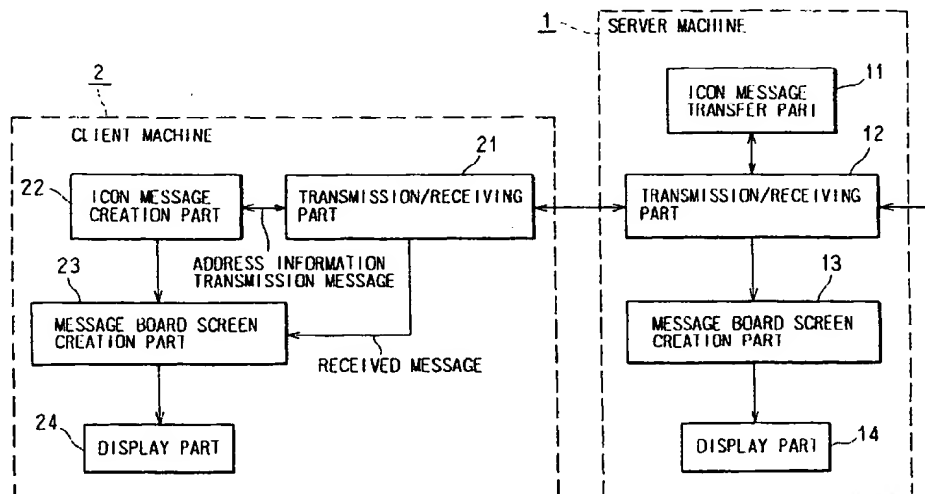 1
SERVER MACHINE
11
ICON MESSAGE
TRANSFER PART
2
CLIENT MACHINE
21
12
22
ICON MESSAGE
CREATION PART
TRANSMISSION/RECEIVING
PART
TRANSMISSION/RECEIVING
PART
ADDRESS INFORMATION
TRANSMISSION MESSAGE
23
13
MESSAGE BOARD SCREEN
CREATION PART
MESSAGE BOARD SCREEN
CREATION PART
RECEIVED MESSAGE
24
DISPLAY PART
DISPLAY PART
14